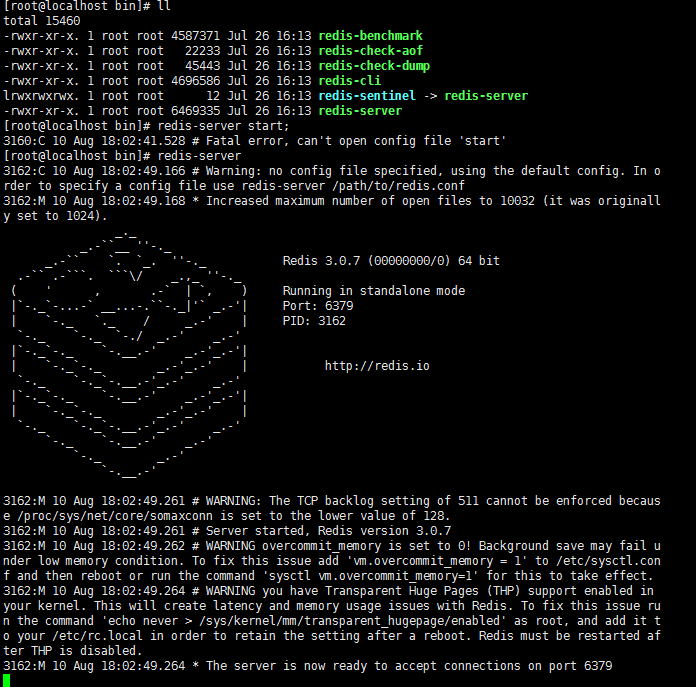 [root@localhost bin]# ll
total 15460
-rwxr-xr-x. 1 root root 4587371 Jul 26 16:13 redis-benchmark
-rwxr-xr-x. 1 root root   22233 Jul 26 16:13 redis-check-aof
-rwxr-xr-x. 1 root root   45443 Jul 26 16:13 redis-check-dump
-rwxr-xr-x. 1 root root 4696586 Jul 26 16:13 redis-cli
lrwxrwxrwx. 1 root root      12 Jul 26 16:13 redis-sentinel -> redis-server
-rwxr-xr-x. 1 root root 6469335 Jul 26 16:13 redis-server
[root@localhost bin]# redis-server start;
3160:C 10 Aug 18:02:41.528 # Fatal error, can't open config file 'start'
[root@localhost bin]# redis-server
3162:C 10 Aug 18:02:49.166 # Warning: no config file specified, using the default config. In o
rder to specify a config file use redis-server /path/to/redis.conf
3162:M 10 Aug 18:02:49.168 * Increased maximum number of open files to 10032 (it was originall
y set to 1024).
Redis 3.0.7 (00000000/0) 64 bit
Running in standalone mode
Port: 6379
PID: 3162
http://redis.io
3162:M 10 Aug 18:02:49.261 # WARNING: The TCP backlog setting of 511 cannot be enforced becaus
e /proc/sys/net/core/somaxconn is set to the lower value of 128.
3162:M 10 Aug 18:02:49.261 # Server started, Redis version 3.0.7
3162:M 10 Aug 18:02:49.262 # WARNING overcommit_memory is set to 0! Background save may fail u
nder low memory condition. To fix this issue add 'vm.overcommit_memory = 1' to /etc/sysctl.con
f and then reboot or run the command 'sysctl vm.overcommit_memory=1' for this to take effect.
3162:M 10 Aug 18:02:49.264 # WARNING you have Transparent Huge Pages (THP) support enabled in
your kernel. This will create latency and memory usage issues with Redis. To fix this issue ru
n the command 'echo never > /sys/kernel/mm/transparent_hugepage/enabled' as root, and add it t
o your /etc/rc.local in order to retain the setting after a reboot. Redis must be restarted af
ter THP is disabled.
3162:M 10 Aug 18:02:49.264 * The server is now ready to accept connections on port 6379